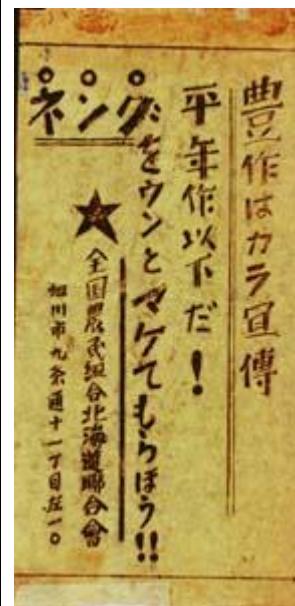 豊作はカラ宣傳
平年作以下だ！
ネング
をウンとマケてもらほう!!
全国農民組合北海道聯合會
旭川市九条通十一丁目左一〇